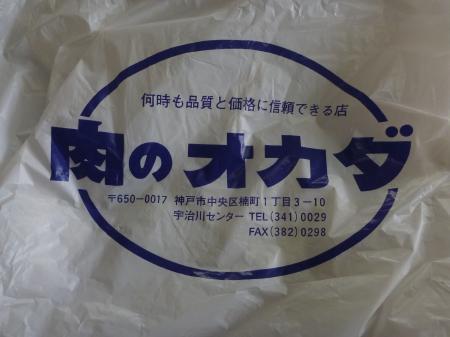 何時も品質と価格に信頼できる店
肉のオカダ
〒650-0017 神戸市中央区楠町1丁目3-10
宇治川センター TEL(341)0029
FAX(382)0298